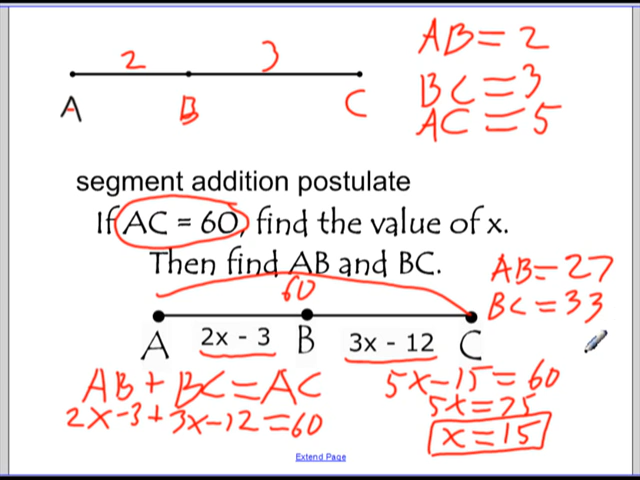 2 3
A B C
AB = 2
BC = 3
AC = 5
segment addition postulate
If AC = 60, find the value of x.
Then find AB and BC.
60
A 2x - 3 B 3x - 12 C
AB = 27
BC = 33
AB + BC = AC
2x - 3 + 3x - 12 = 60
5x - 15 = 60
5x = 75
x = 15
Extend Page